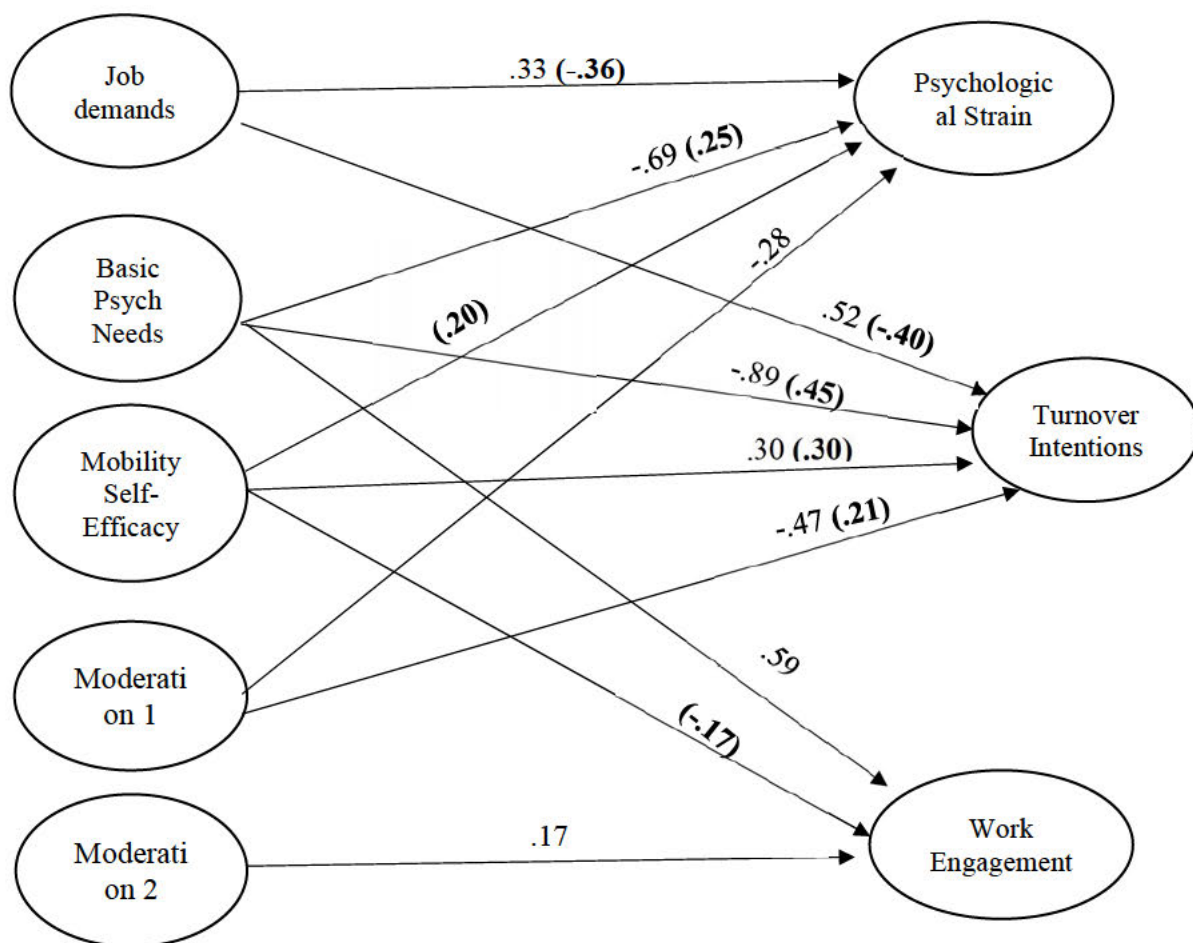 Job
demands
.33 (-.36)
Psychologic
al Strain
-.69 (.25)
Basic
Psych
Needs
-.28
(.20)
.52 (-.40)
-.89 (.45)
Turnover
Intentions
Mobility
Self-
Efficacy
.30 (.30)
-.47 (.21)
.59
Moderati
on 1
(-.17)
Moderati
on 2
.17
Work
Engagement